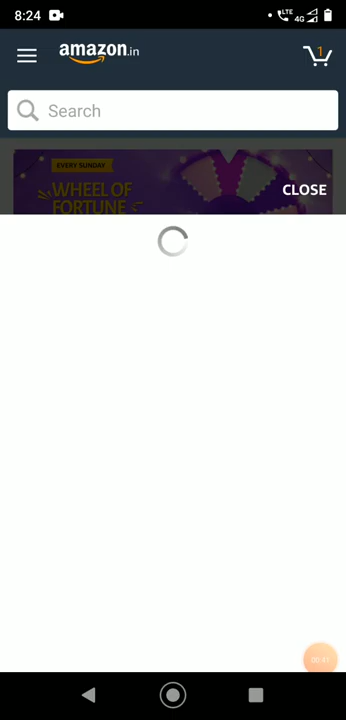 8:24
LTE
4G
amazon.in
1
Search
EVERY SUNDAY
WHEEL OF
FORTUNE
CLOSE